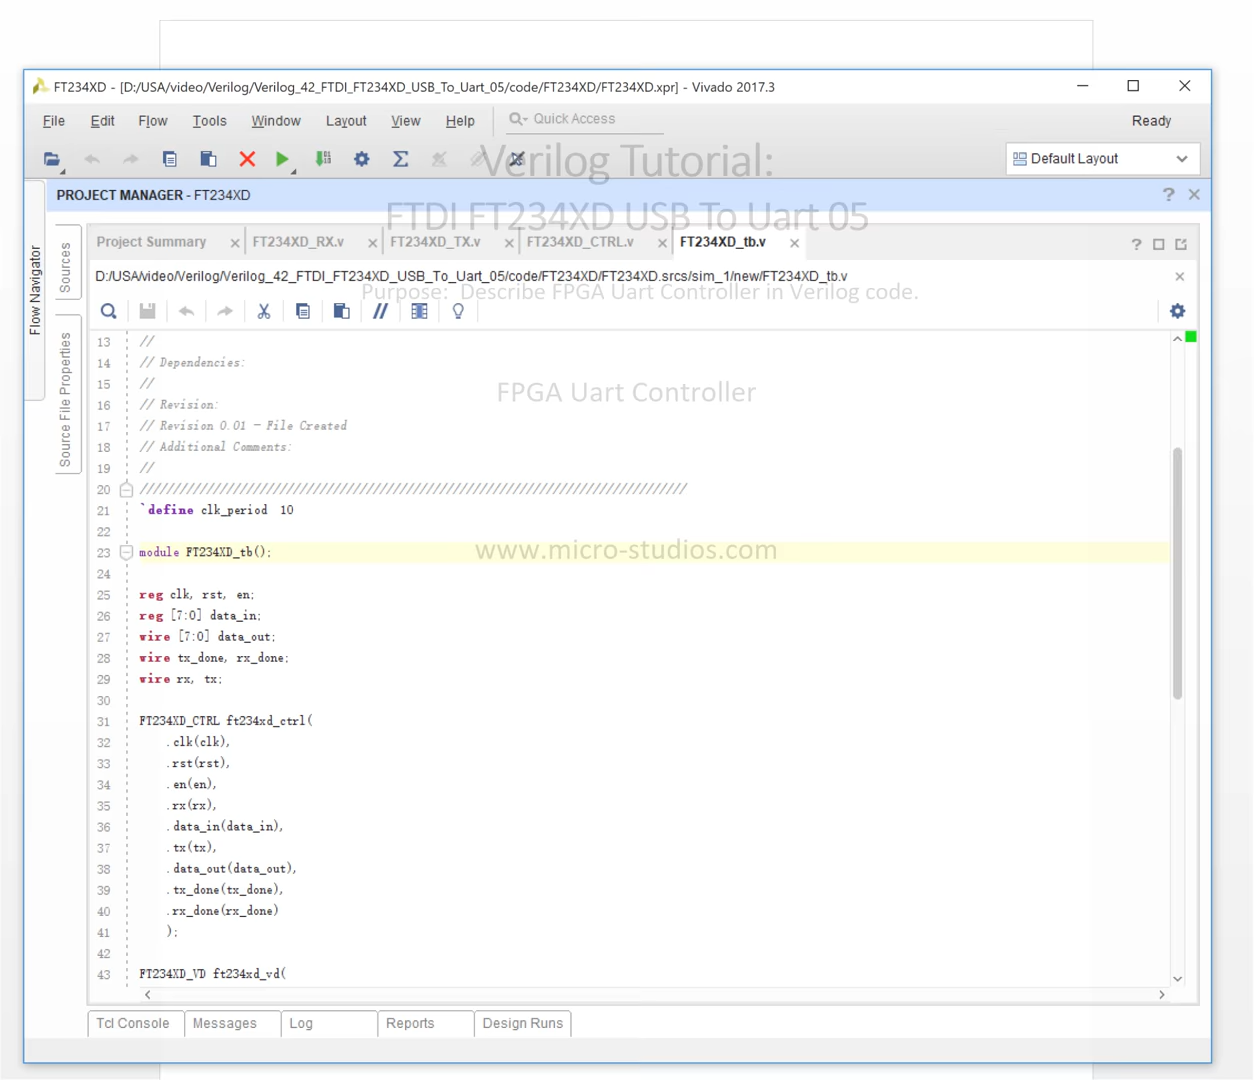 FT234XD - [D:/USA/video/Verilog/Verilog_42_FTDI_FT234XD_USB_To_Uart_05/code/FT234XD/FT234XD.xpr] - Vivado 2017.3
File Edit Flow Tools Window Layout View Help Quick Access Ready
Verilog Tutorial:
Default Layout
PROJECT MANAGER - FT234XD
FTDI FT234XD USB To Uart 05
Flow Navigator
Sources
Source File Properties
Project Summary FT234XD_RX.v FT234XD_TX.v FT234XD_CTRL.v FT234XD_tb.v
D:/USA/video/Verilog/Verilog_42_FTDI_FT234XD_USB_To_Uart_05/code/FT234XD/FT234XD.srcs/sim_1/new/FT234XD_tb.v
Purpose: Describe FPGA Uart Controller in Verilog code.
13 //
14 // Dependencies:
15 //
FPGA Uart Controller
16 // Revision:
17 // Revision 0.01 - File Created
18 // Additional Comments:
19 //
20 //////////////////////////////////////////////////////////////////////////////////
21 `define clk_period 10
22
23 module FT234XD_tb();
www.micro-studios.com
24
25 reg clk, rst, en;
26 reg [7:0] data_in;
27 wire [7:0] data_out;
28 wire tx_done, rx_done;
29 wire rx, tx;
30
31 FT234XD_CTRL ft234xd_ctrl(
32 .clk(clk),
33 .rst(rst),
34 .en(en),
35 .rx(rx),
36 .data_in(data_in),
37 .tx(tx),
38 .data_out(data_out),
39 .tx_done(tx_done),
40 .rx_done(rx_done)
41 );
42
43 FT234XD_VD ft234xd_vd(
Tcl Console Messages Log Reports Design Runs